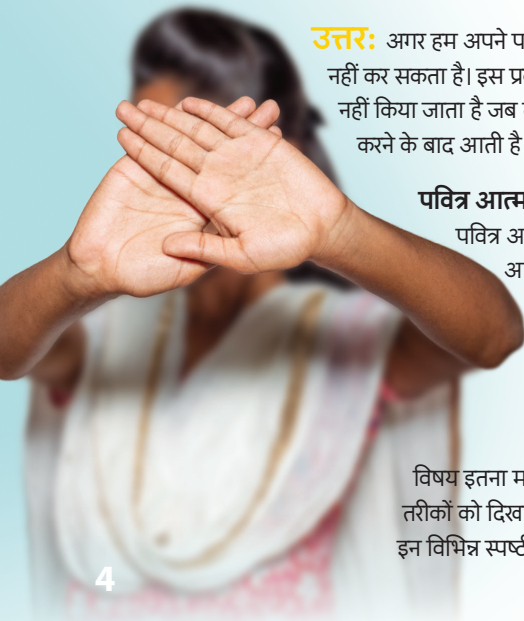 उत्तर: अगर हम अपने प
नहीं कर सकता है। इस प्र
नहीं किया जाता है जब
करने के बाद आती है
पवित्र आत्म
पवित्र अ
अ
विषय इतना म
तरीकों को दिख
इन विभिन्न स्पष्ट
4